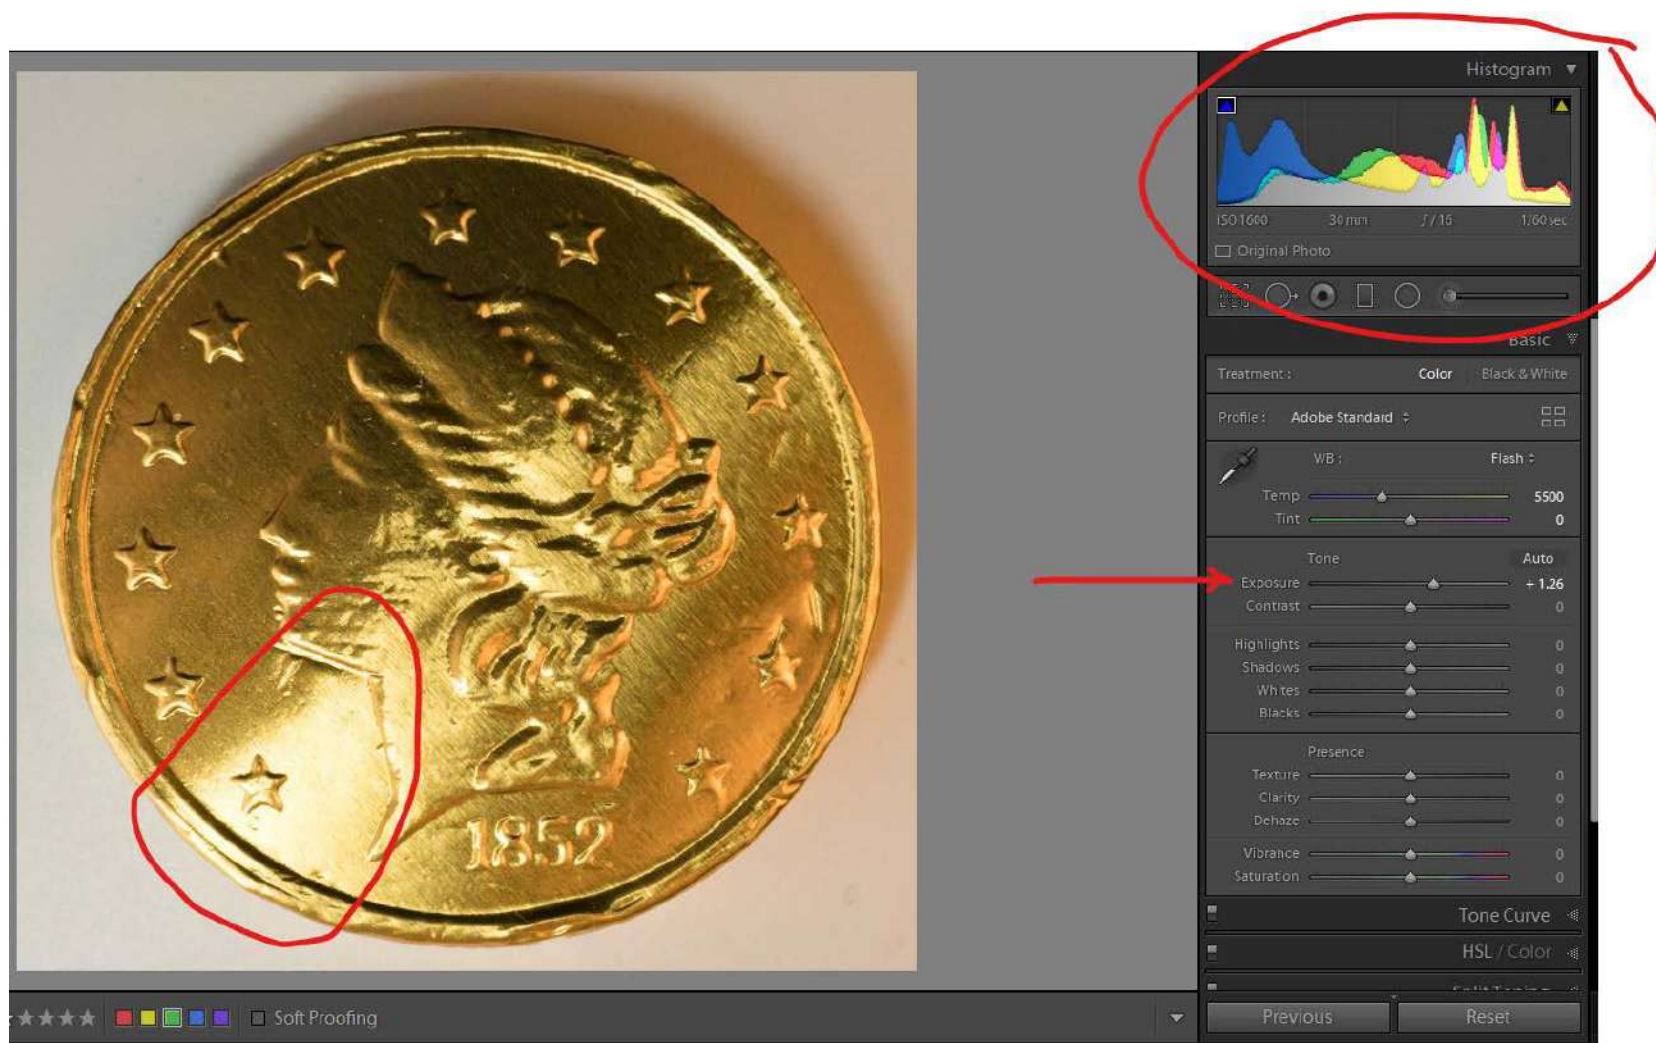 Histogram
ISO 1600 30 mm ƒ / 16 1/60 sec
Original Photo
Basic
Treatment : Color Black & White
Profile : Adobe Standard
WB : Flash
Temp 5500
Tint 0
Tone Auto
Exposure + 1.26
Contrast 0
Highlights 0
Shadows 0
Whites 0
Blacks 0
Presence
Texture 0
Clarity 0
Dehaze 0
Vibrance 0
Saturation 0
Tone Curve
HSL / Color
Split Toning
Previous Reset
1852
Soft Proofing